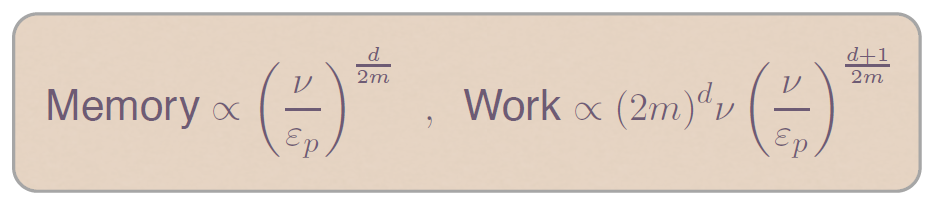 Memory ∝ (ν/ε_p)^{d/2m} , Work ∝ (2m)^d ν (ν/ε_p)^{d+1/2m}